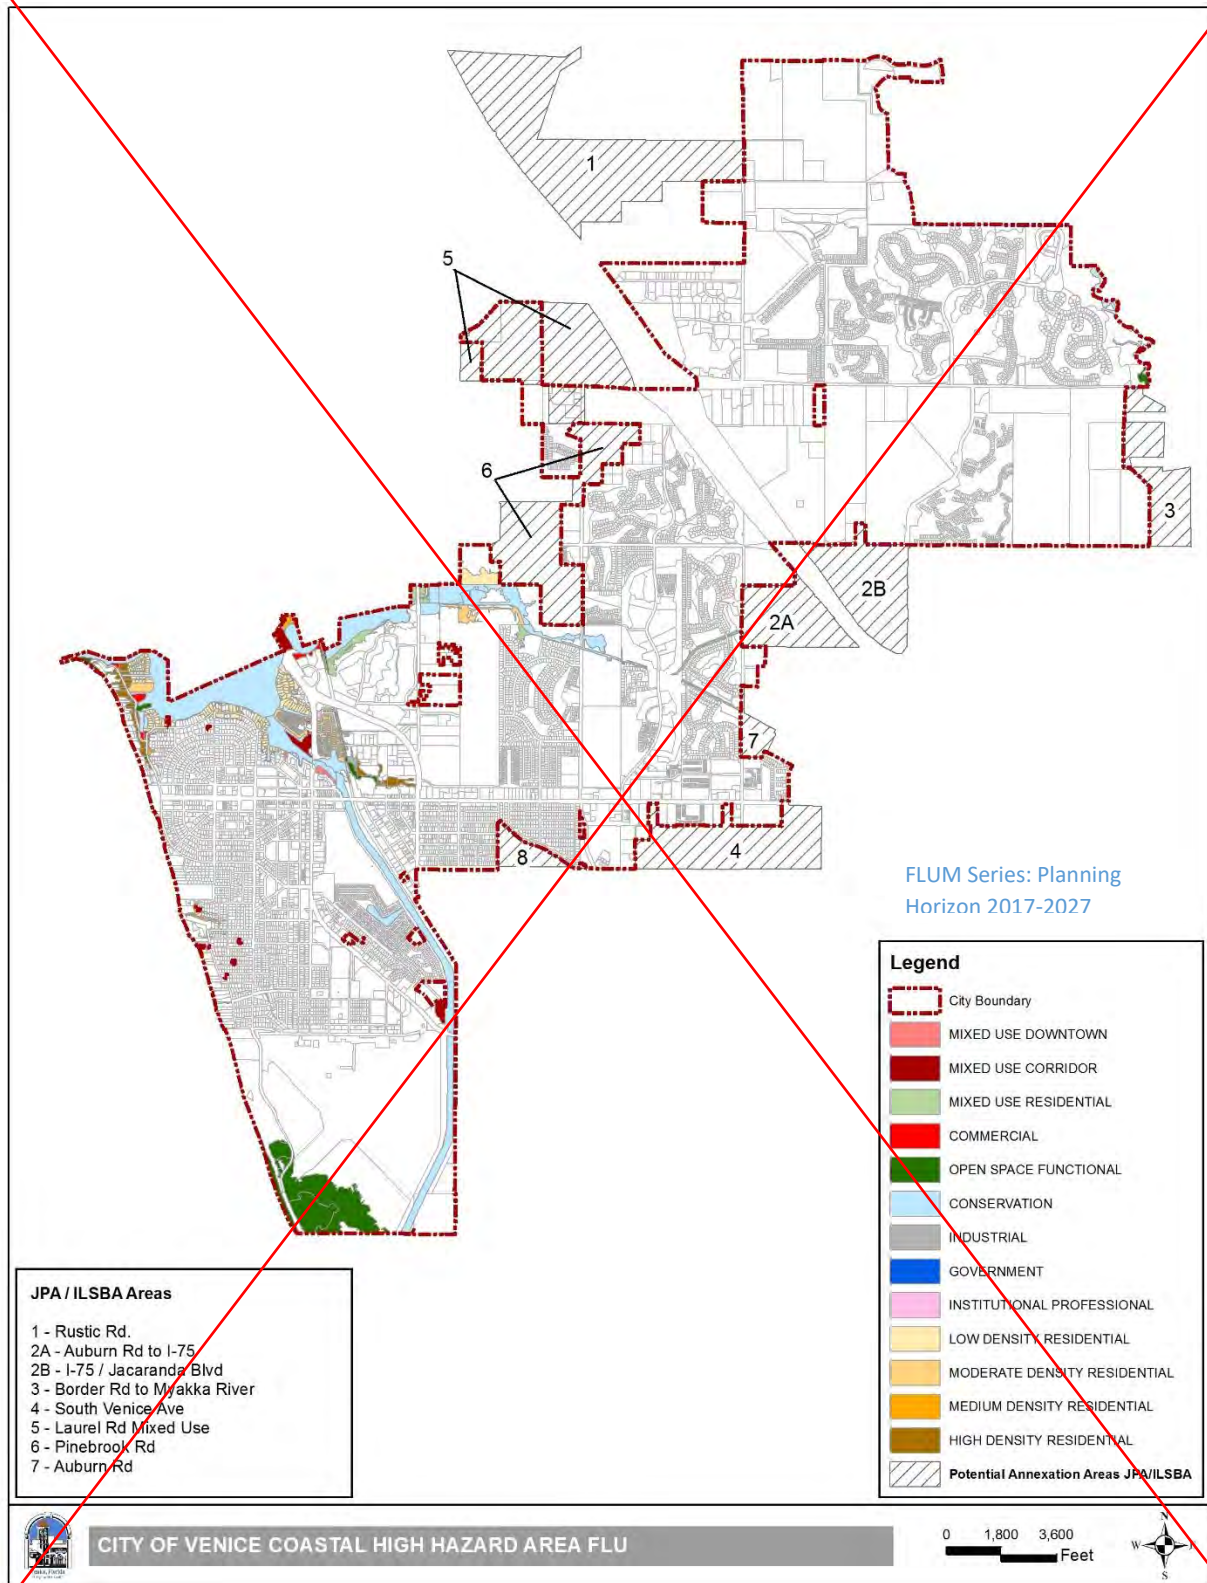 1
5
6
3
2B
2A
7
4
8
FLUM Series: Planning
Horizon 2017-2027
Legend
City Boundary
MIXED USE DOWNTOWN
MIXED USE CORRIDOR
MIXED USE RESIDENTIAL
COMMERCIAL
OPEN SPACE FUNCTIONAL
CONSERVATION
INDUSTRIAL
GOVERNMENT
INSTITUTIONAL PROFESSIONAL
LOW DENSITY RESIDENTIAL
MODERATE DENSITY RESIDENTIAL
MEDIUM DENSITY RESIDENTIAL
HIGH DENSITY RESIDENTIAL
Potential Annexation Areas JPA/ILSBA
JPA / ILSBA Areas
1 - Rustic Rd.
2A - Auburn Rd to I-75
2B - I-75 / Jacaranda Blvd
3 - Border Rd to Myakka River
4 - South Venice Ave
5 - Laurel Rd Mixed Use
6 - Pinebrook Rd
7 - Auburn Rd
CITY OF VENICE COASTAL HIGH HAZARD AREA FLU
0 1,800 3,600
Feet
N
W
S